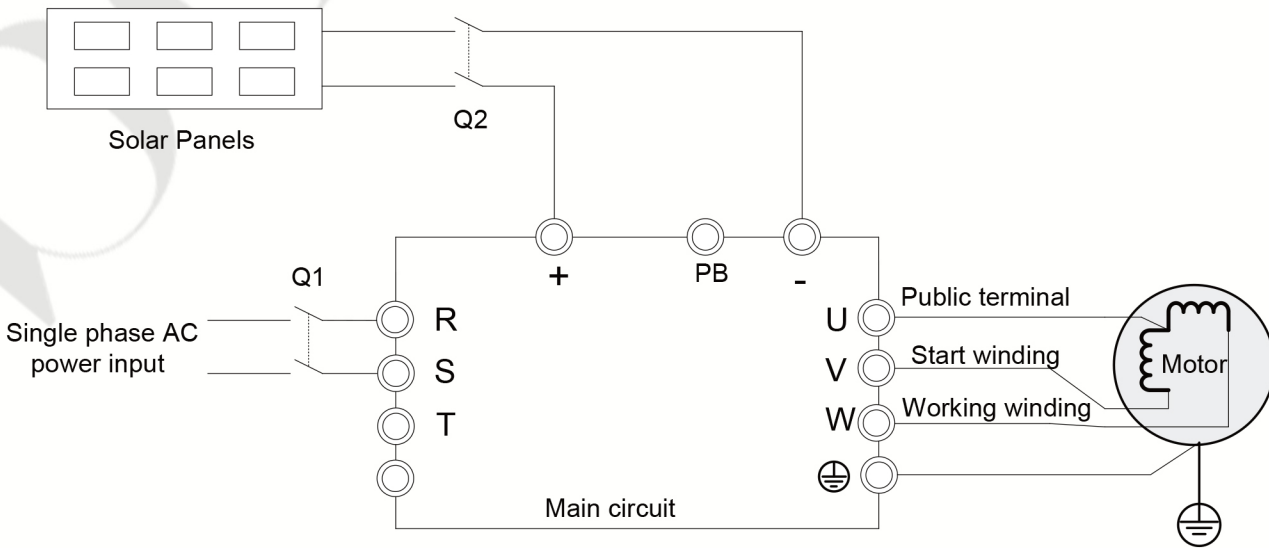 Solar Panels
Q2
+
PB
-
Q1
Single phase AC
power input
R
S
T
U
V
W
Public terminal
Start winding
Working winding
Motor
Main circuit